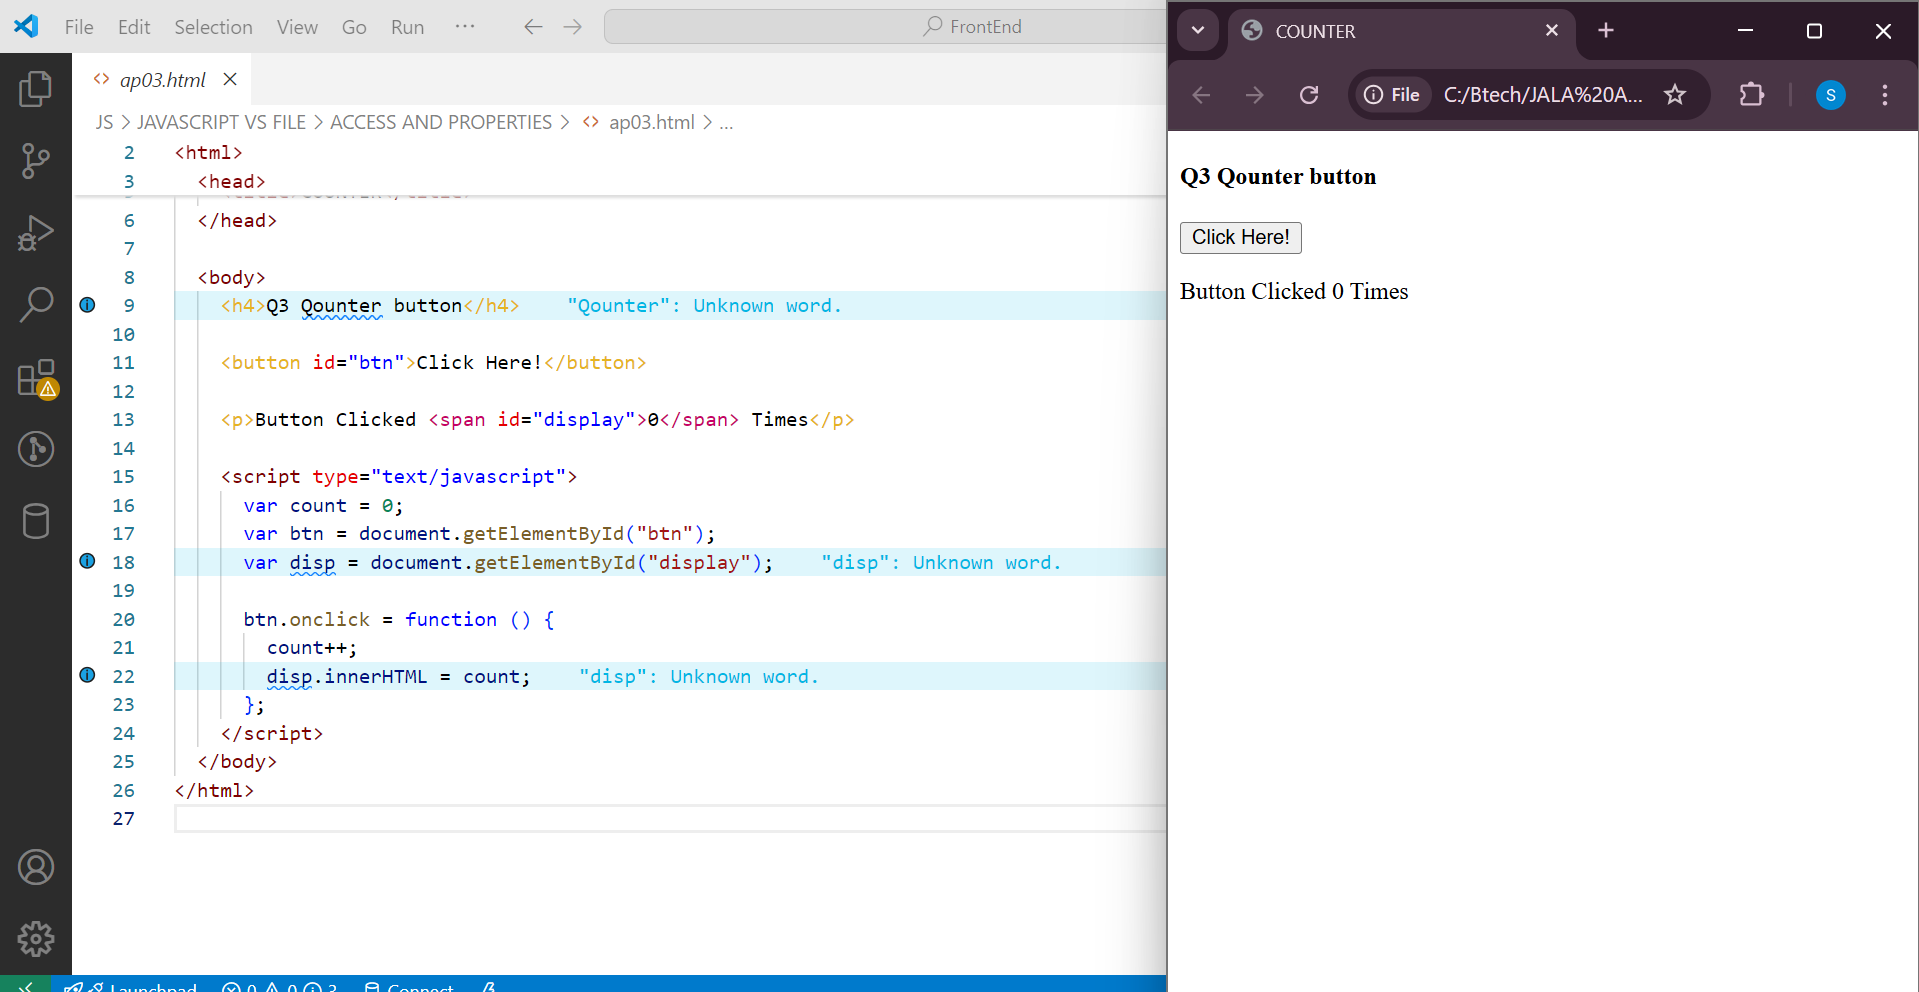 File Edit Selection View Go Run ... FrontEnd
ap03.html
JS > JAVASCRIPT VS FILE > ACCESS AND PROPERTIES > <> ap03.html > ...
2 <html>
3 <head>
6 </head>
7
8 <body>
9 <h4>Q3 Qounter button</h4> "Qounter": Unknown word.
10
11 <button id="btn">Click Here!</button>
12
13 <p>Button Clicked <span id="display">0</span> Times</p>
14
15 <script type="text/javascript">
16 var count = 0;
17 var btn = document.getElementById("btn");
18 var disp = document.getElementById("display"); "disp": Unknown word.
19
20 btn.onclick = function () {
21 count++;
22 disp.innerHTML = count; "disp": Unknown word.
23 };
24 </script>
25 </body>
26 </html>
27
Launchpad 0 0 3 Connect
COUNTER
File C:/Btech/JALA%20A... S
Q3 Qounter button
Click Here!
Button Clicked 0 Times